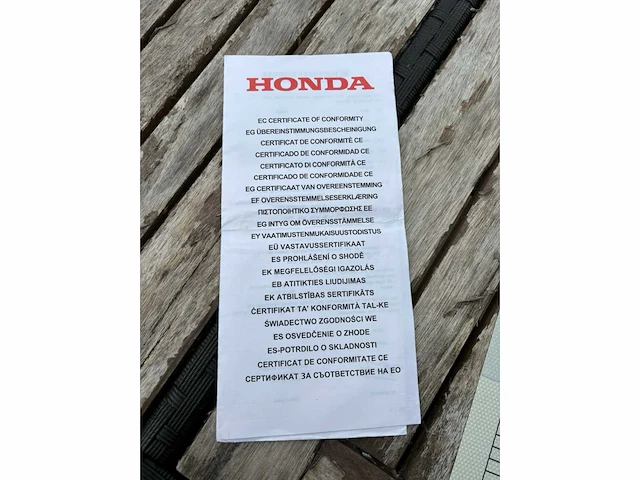 HONDA
EC CERTIFICATE OF CONFORMITY
EG ÜBEREINSTIMMUNGSBESCHEINIGUNG
CERTIFICAT DE CONFORMITÉ CE
CERTIFICADO DE CONFORMIDAD CE
CERTIFICATO DI CONFORMITÀ CE
CERTIFICADO DE CONFORMIDADE CE
EG CERTIFICAAT VAN OVEREENSTEMMING
EF OVERENSSTEMMELSESERKLÆRING
ΠΙΣΤΟΠΟΙΗΤΙΚΟ ΣΥΜΜΟΡΦΩΣΗΣ ΕΕ
EG INTYG OM ÖVERENSSTÄMMELSE
EY VAATIMUSTENMUKAISUUSTODISTUS
EÜ VASTAVUSSERTIFIKAAT
ES PROHLÁŠENÍ O SHODĚ
EK MEGFELELŐSÉGI IGAZOLÁS
EB ATITIKTIES LIUDIJIMAS
EK ATBILSTĪBAS SERTIFIKĀTS
ĊERTIFIKAT TA' KONFORMITÀ TAL-KE
ŚWIADECTWO ZGODNOŚCI WE
ES OSVEDČENIE O ZHODE
ES-POTRDILO O SKLADNOSTI
CERTIFICAT DE CONFORMITATE CE
СЕРТИФИКАТ ЗА СЪОТВЕТСТВИЕ НА ЕО